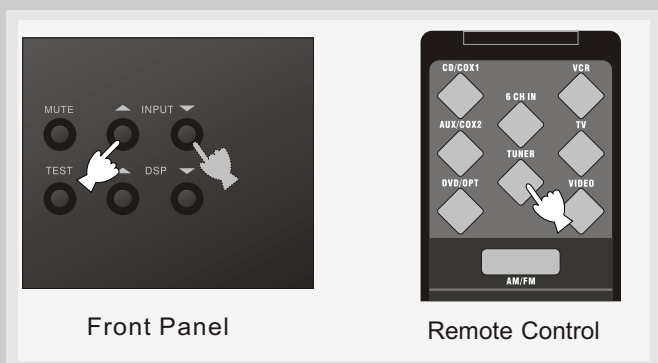 MUTE INPUT
TEST DSP
Front Panel
CD/COX1 VCR
6 CH IN
AUX/COX2 TV
TUNER
DVD/OPT VIDEO
AM/FM
Remote Control